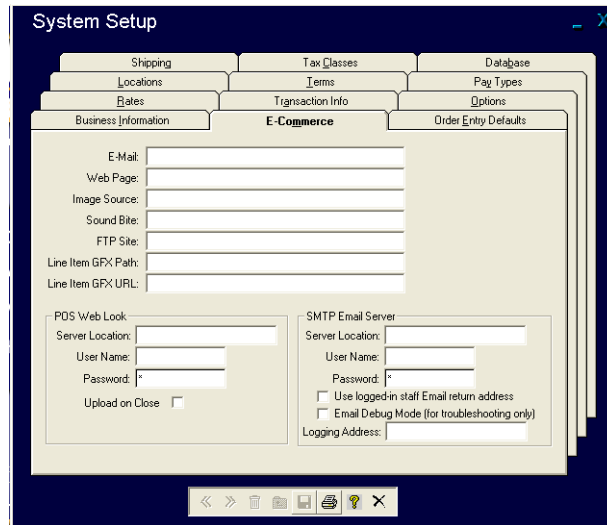 System Setup
Shipping Tax Classes Database
Locations Terms Pay Types
Rates Transaction Info Options
Business Information E-Commerce Order Entry Defaults
E-Mail:
Web Page:
Image Source:
Sound Bite:
FTP Site:
Line Item GFX Path:
Line Item GFX URL:
POS Web Look SMTP Email Server
Server Location: Server Location:
User Name: User Name:
Password: * Password: *
Upload on Close Use logged-in staff Email return address
Email Debug Mode (for troubleshooting only)
Logging Address: